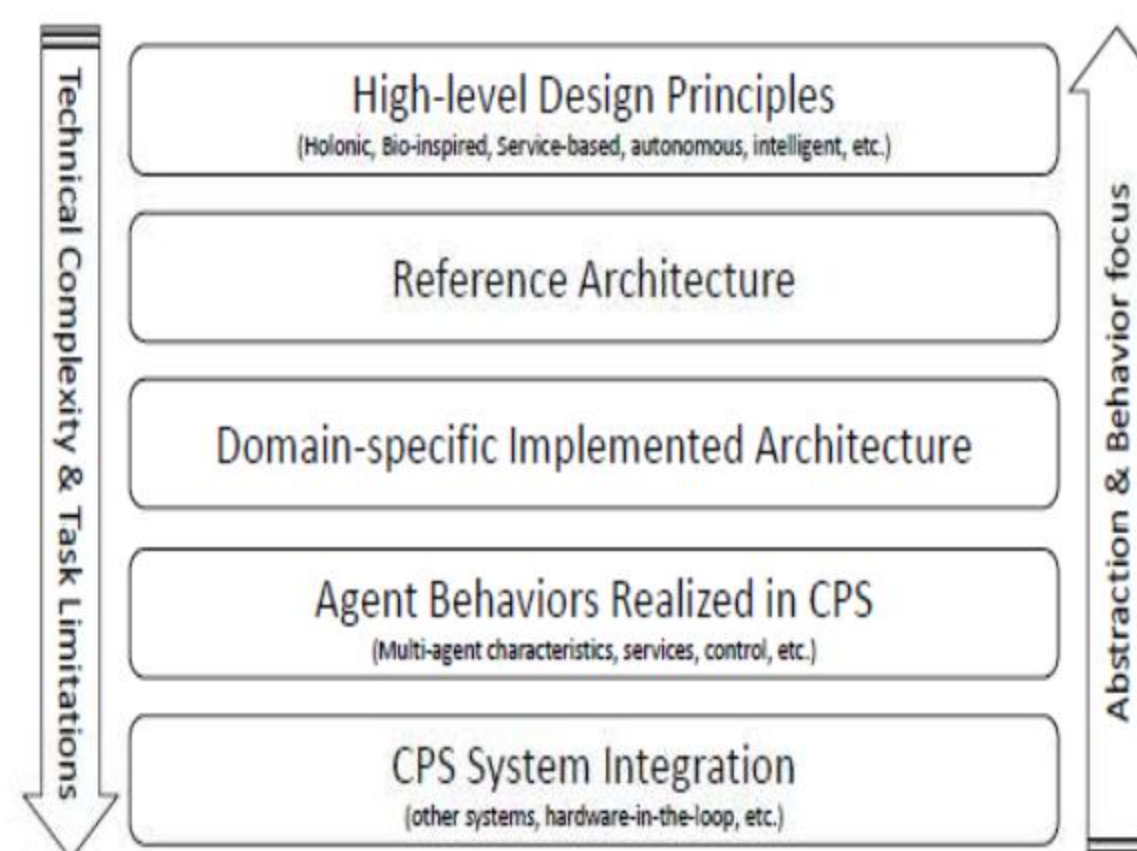 Technical Complexity & Task Limitations
High-level Design Principles
(Holonic, Bio-inspired, Service-based, autonomous, intelligent, etc.)
Reference Architecture
Domain-specific Implemented Architecture
Agent Behaviors Realized in CPS
(Multi-agent characteristics, services, control, etc.)
CPS System Integration
(other systems, hardware-in-the-loop, etc.)
Abstraction & Behavior focus